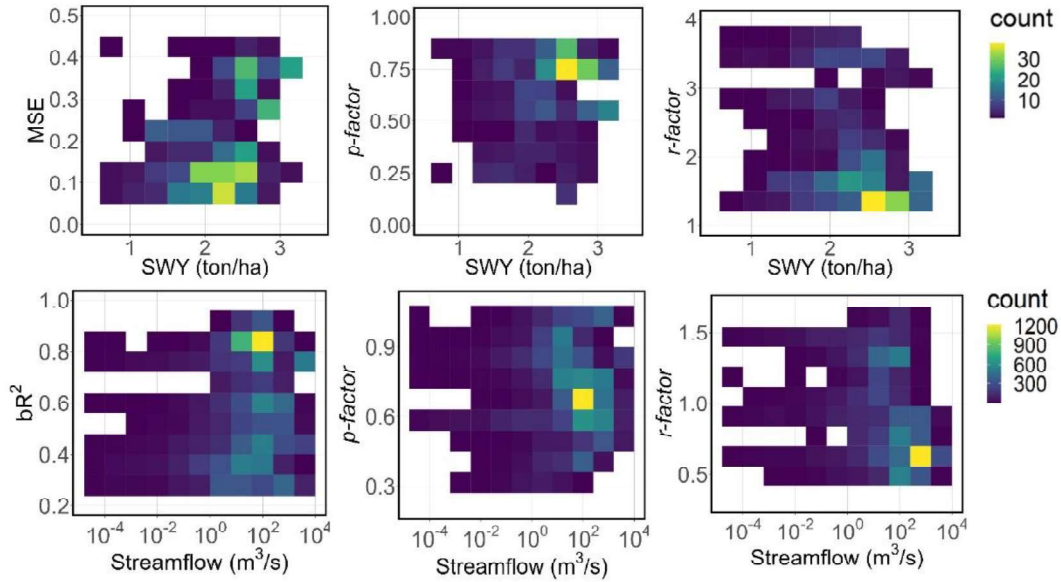 0.5
0.4
0.3
0.2
0.1
0.0
MSE
1 2 3
SWY (ton/ha)
1.00
0.75
0.50
0.25
0.00
p-factor
1 2 3
SWY (ton/ha)
4
3
2
1
r-factor
1 2 3
SWY (ton/ha)
count
30
20
10
1.0
0.8
0.6
0.4
0.2
bR²
10⁻⁴ 10⁻² 10⁰ 10² 10⁴
Streamflow (m³/s)
0.9
0.6
0.3
p-factor
10⁻⁴ 10⁻² 10⁰ 10² 10⁴
Streamflow (m³/s)
1.5
1.0
0.5
r-factor
10⁻⁴ 10⁻² 10⁰ 10² 10⁴
Streamflow (m³/s)
count
1200
900
600
300